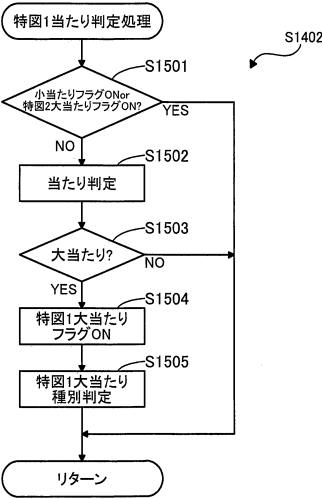 特図1当たり判定処理
S1402
S1501
小当たりフラグONor
特図2大当たりフラグON?
YES
NO
S1502
当たり判定
S1503
大当たり?
NO
YES
S1504
特図1大当たり
フラグON
S1505
特図1大当たり
種別判定
リターン